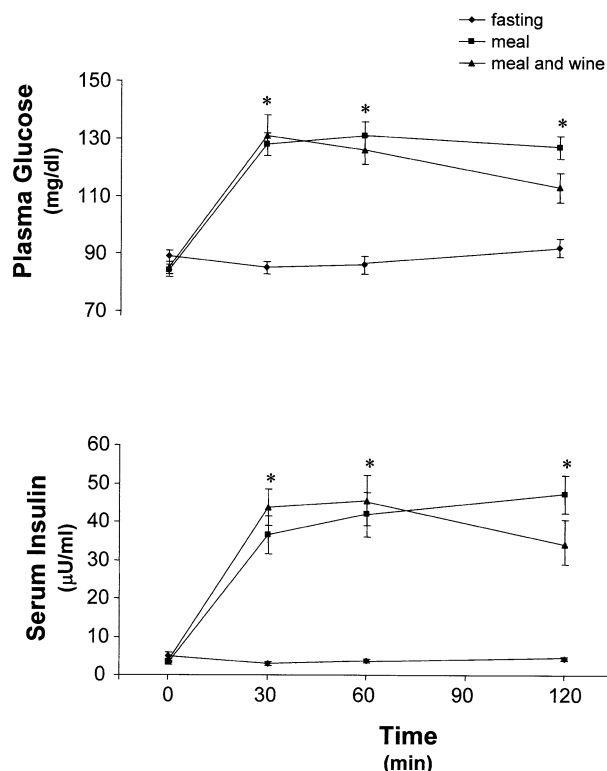 fasting
meal
meal and wine
Plasma Glucose
(mg/dl)
150
130
110
90
70
*
*
*
Serum Insulin
(μU/ml)
60
50
40
30
20
10
0
*
*
*
0 30 60 90 120
Time
(min)